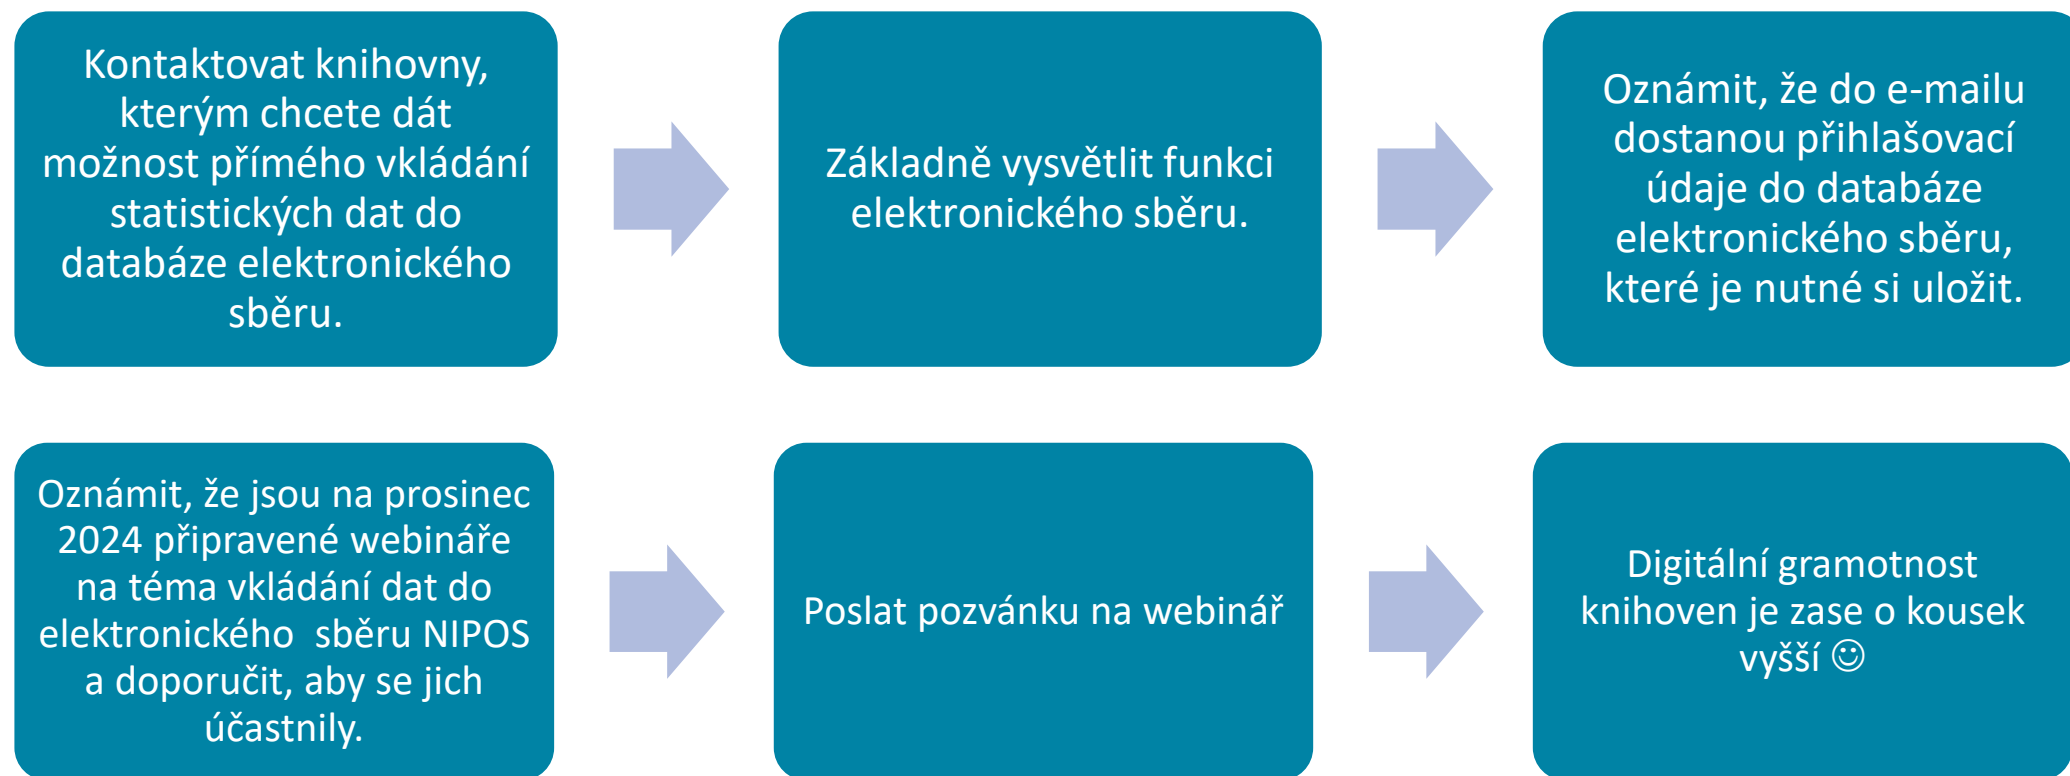 Kontaktovat knihovny,
kterým chcete dát
možnost přímého vkládání
statistických dat do
databáze elektronického
sběru.
Základně vysvětlit funkci
elektronického sběru.
Oznámit, že do e-mailu
dostanou přihlašovací
údaje do databáze
elektronického sběru,
které je nutné si uložit.
Oznámit, že jsou na prosinec
2024 připravené webináře
na téma vkládání dat do
elektronického  sběru NIPOS
a doporučit, aby se jich
účastnily.
Poslat pozvánku na webinář
Digitální gramotnost
knihoven je zase o kousek
vyšší ☺